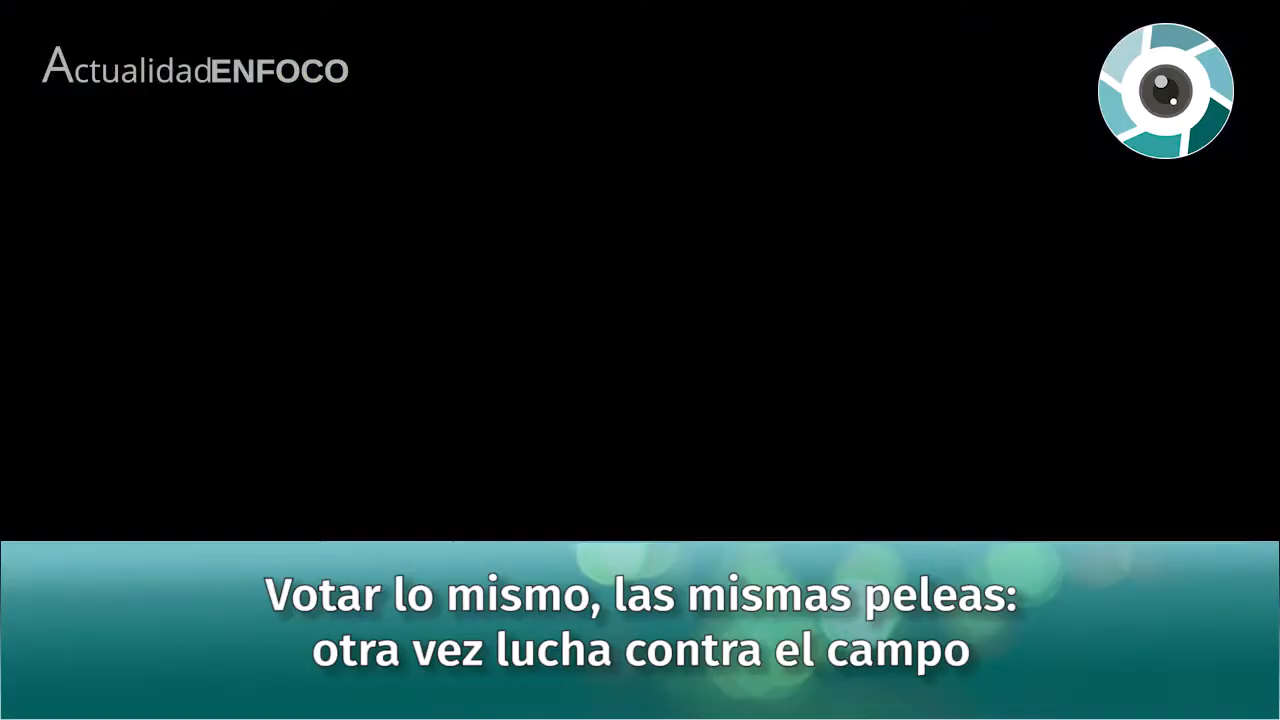 ActualidadENFOCO
Votar lo mismo, las mismas peleas:
otra vez lucha contra el campo